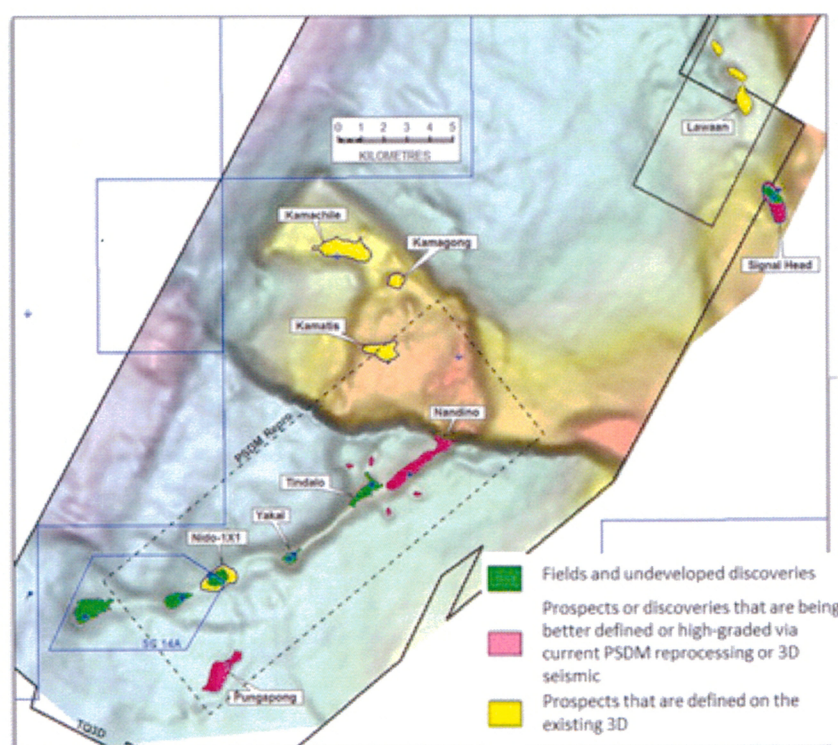 Lawaan
0 1 2 3 4 5
KILOMETRES
Kamachile
Kamagong
Signal Head
Kamatis
Nandino
PSDM Repro
Tindalo
Yakal
Nido-1X1
SC 14A
Pungapong
TQ3D
Fields and undeveloped discoveries
Prospects or discoveries that are being
better defined or high-graded via
current PSDM reprocessing or 3D
seismic
Prospects that are defined on the
existing 3D